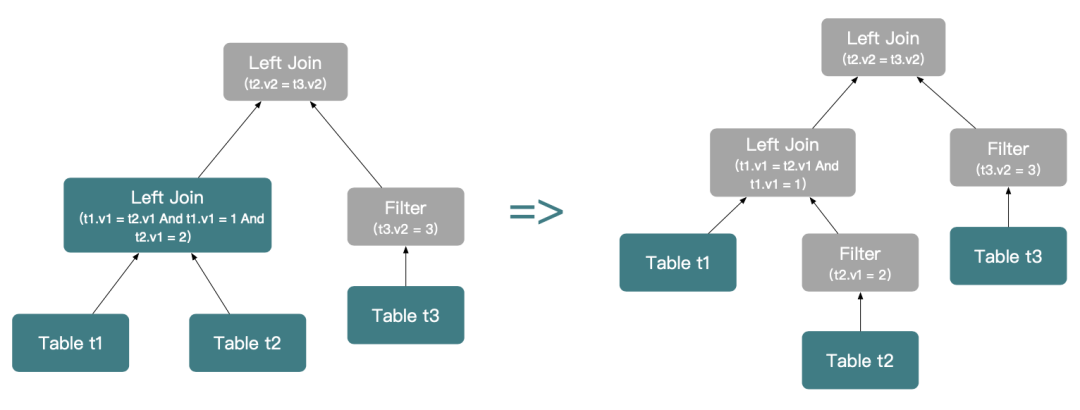 Left Join
(t2.v2 = t3.v2)
Left Join
(t1.v1 = t2.v1 And t1.v1 = 1 And
t2.v1 = 2)
Filter
(t3.v2 = 3)
Table t1
Table t2
Table t3
=>
Left Join
(t2.v2 = t3.v2)
Left Join
(t1.v1 = t2.v1 And
t1.v1 = 1)
Filter
(t3.v2 = 3)
Table t1
Filter
(t2.v1 = 2)
Table t3
Table t2